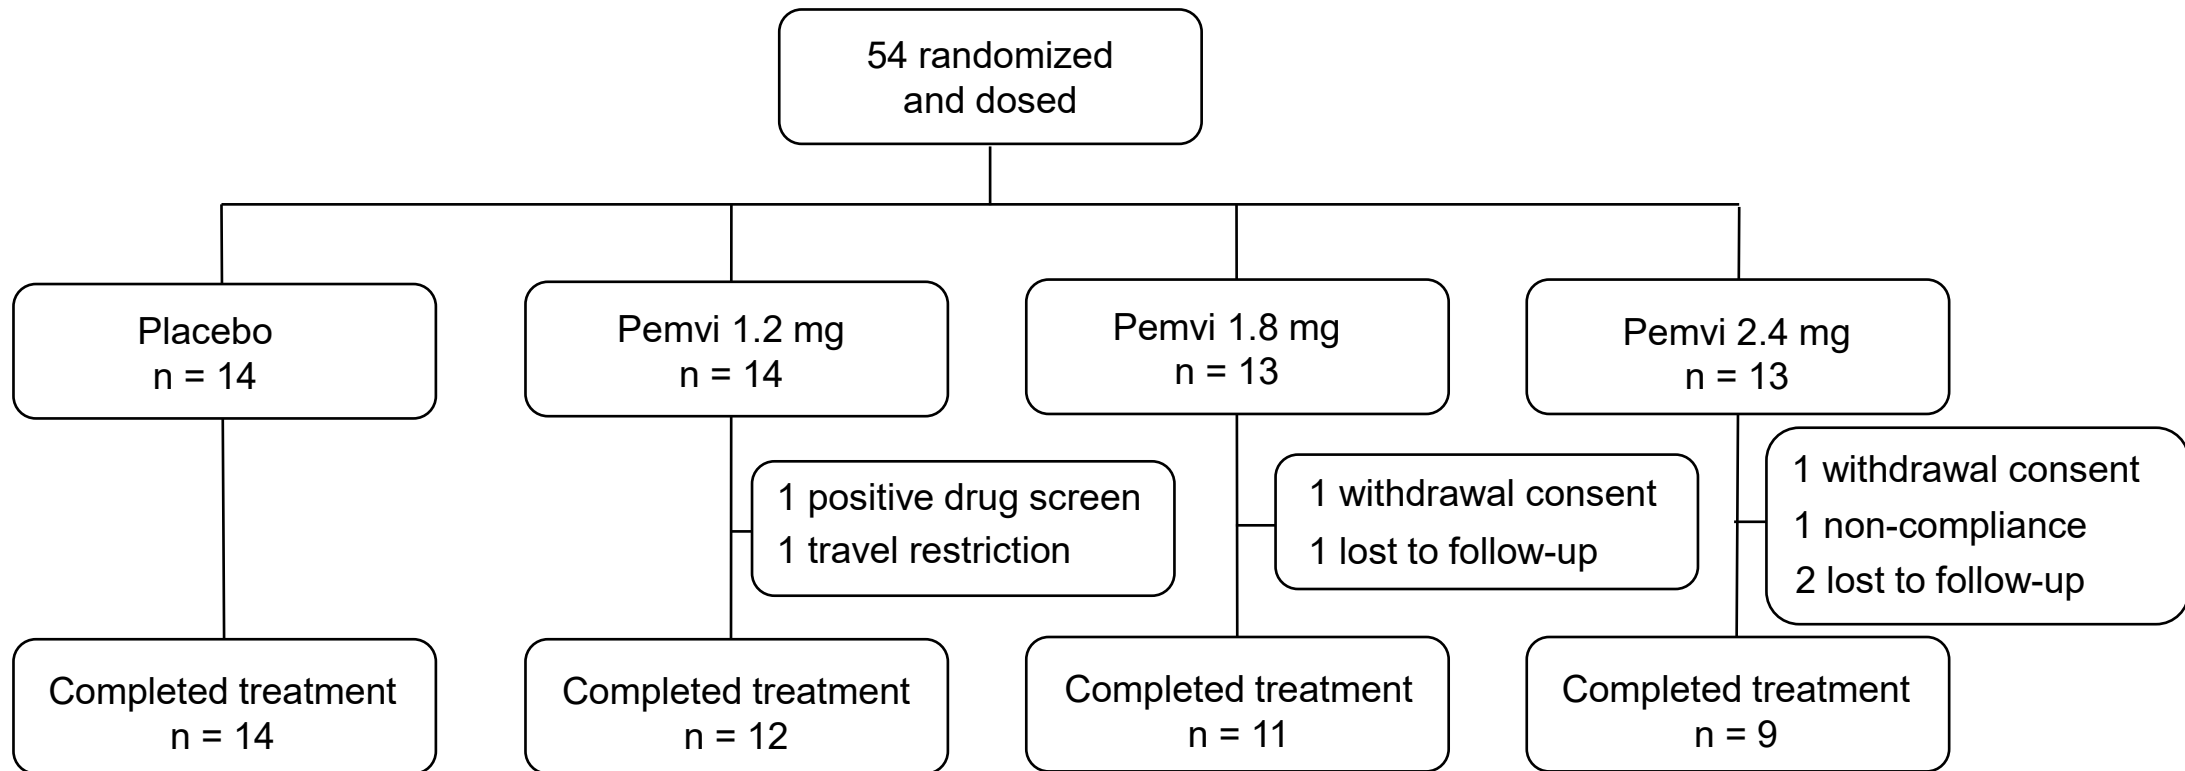 54 randomized
and dosed
Placebo
n = 14
Pemvi 1.2 mg
n = 14
Pemvi 1.8 mg
n = 13
Pemvi 2.4 mg
n = 13
1 positive drug screen
1 travel restriction
1 withdrawal consent
1 lost to follow-up
1 withdrawal consent
1 non-compliance
2 lost to follow-up
Completed treatment
n = 14
Completed treatment
n = 12
Completed treatment
n = 11
Completed treatment
n = 9